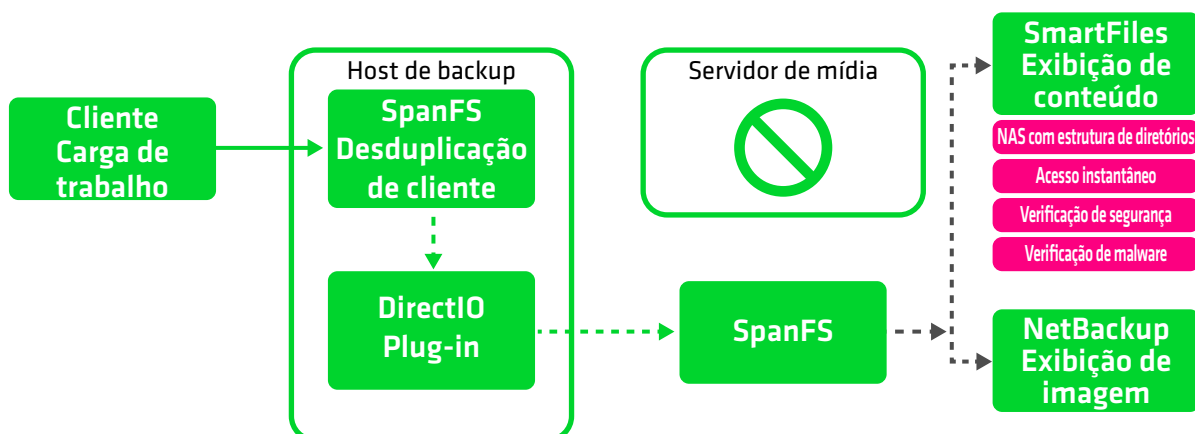 Cliente
Carga de
trabalho
Host de backup
SpanFS
Desduplicação
de cliente
DirectIO
Plug-in
Servidor de mídia
SpanFS
SmartFiles
Exibição de
conteúdo
NAS com estrutura de diretórios
Acesso instantâneo
Verificação de segurança
Verificação de malware
NetBackup
Exibição de
imagem